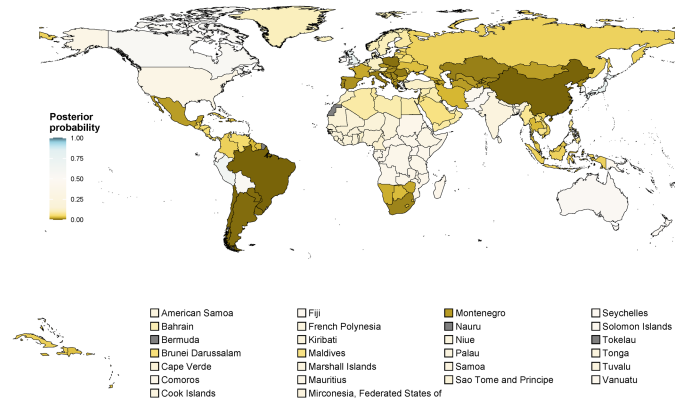 Posterior
probability
1.00
0.75
0.50
0.25
0.00
American Samoa
Bahrain
Bermuda
Brunei Darussalam
Cape Verde
Comoros
Cook Islands
Fiji
French Polynesia
Kiribati
Maldives
Marshall Islands
Mauritius
Mirconesia, Federated States of
Montenegro
Nauru
Niue
Palau
Samoa
Sao Tome and Principe
Seychelles
Solomon Islands
Tokelau
Tonga
Tuvalu
Vanuatu